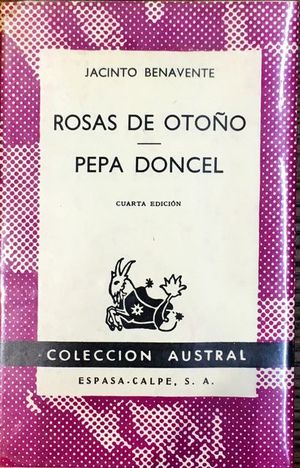 JACINTO BENAVENTE
ROSAS DE OTOÑO
PEPA DONCEL
CUARTA EDICIÓN
COLECCION AUSTRAL
ESPASA-CALPE, S. A.